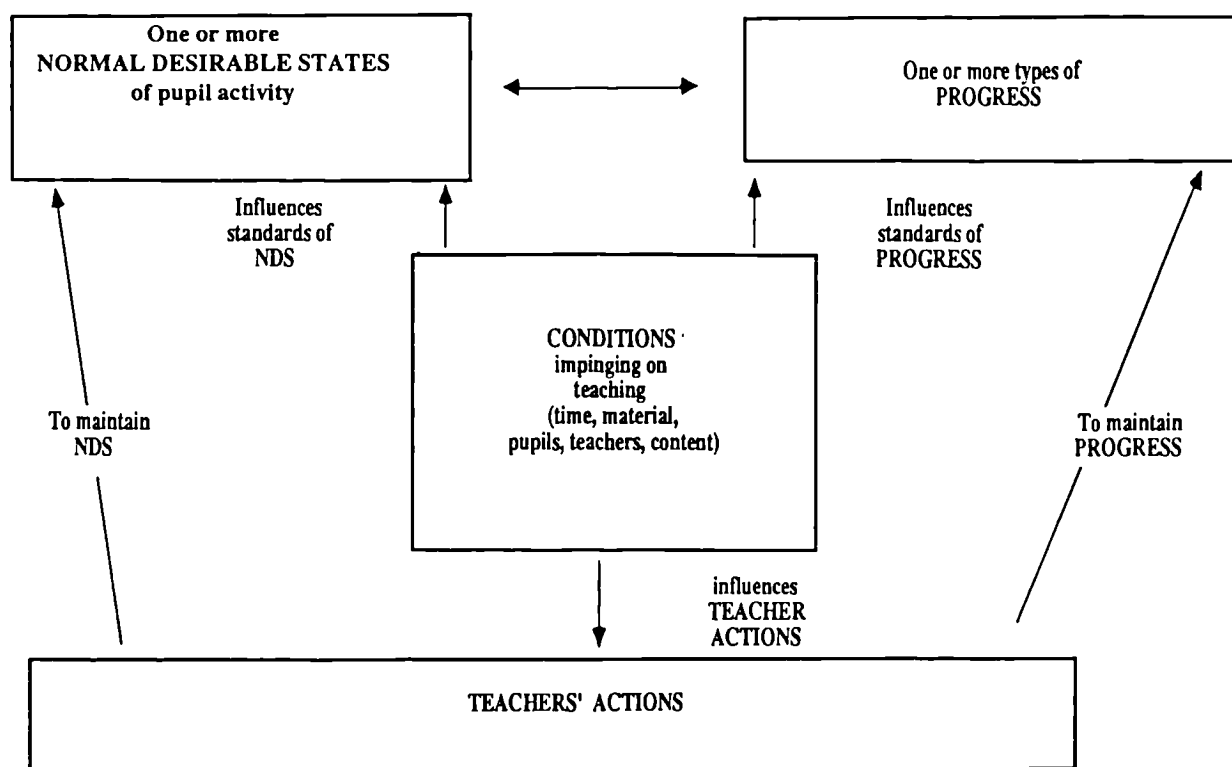 One or more
NORMAL DESIRABLE STATES
of pupil activity
One or more types of
PROGRESS
Influences
standards of
NDS
Influences
standards of
PROGRESS
CONDITIONS
impinging on
teaching
(time, material,
pupils, teachers, content)
To maintain
NDS
To maintain
PROGRESS
influences
TEACHER
ACTIONS
TEACHERS' ACTIONS